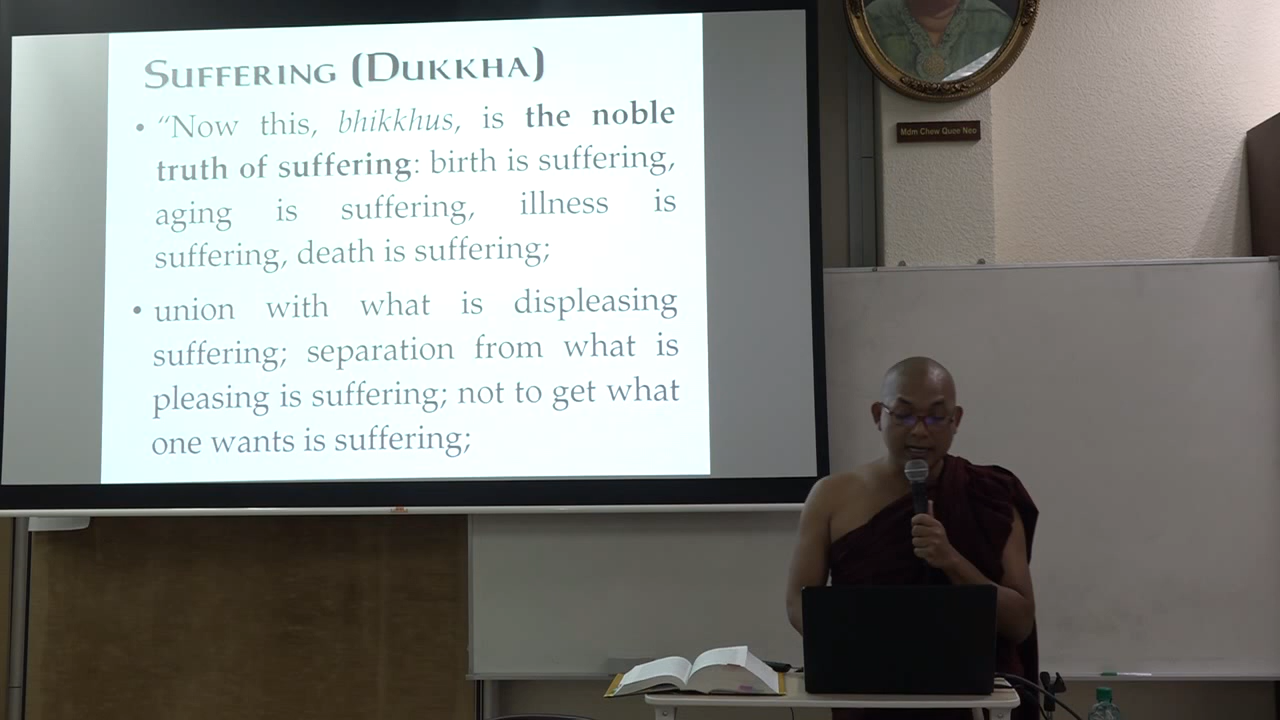 SUFFERING (DUKKHA)
• “Now this, bhikkhus, is the noble
truth of suffering: birth is suffering,
aging is suffering, illness is
suffering, death is suffering;
• union with what is displeasing
suffering; separation from what is
pleasing is suffering; not to get what
one wants is suffering;
Mdm Chew Quee Neo